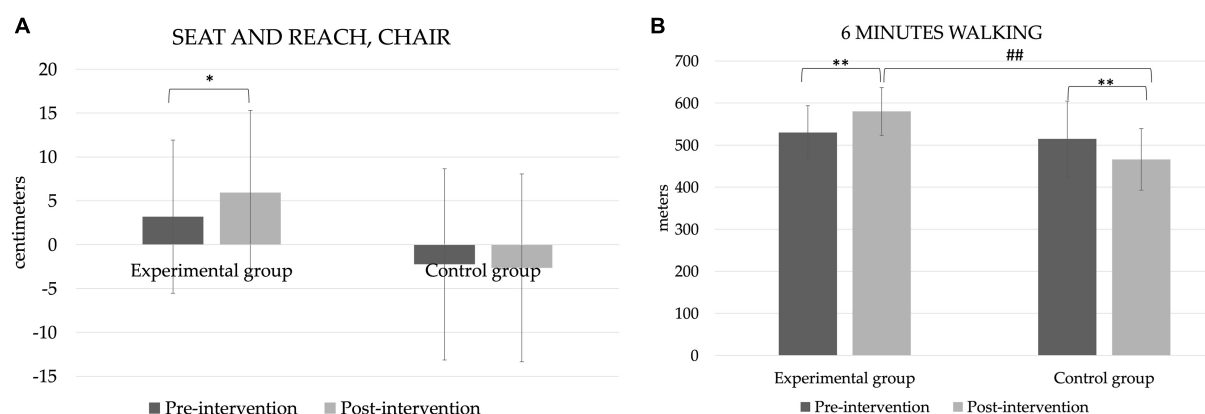 A
SEAT AND REACH, CHAIR
20
15
10
5
0
-5
-10
-15
centimeters
*
Experimental group
Control group
Pre-intervention
Post-intervention
B
6 MINUTES WALKING
700
600
500
400
300
200
100
0
meters
**
##
**
Experimental group
Control group
Pre-intervention
Post-intervention